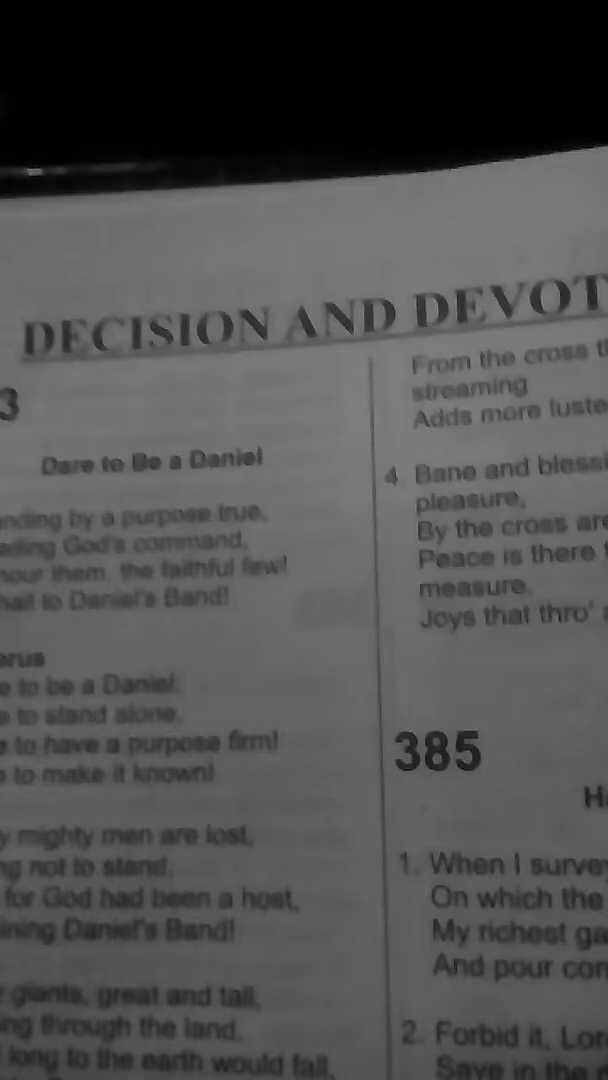 DECISION AND DEVOT
3
Dare to Be a Daniel
nding by a purpose true,
eding God's command,
nour them, the faithful few!
hail to Daniel's Band!
orus
e to be a Daniel,
e to stand alone,
e to have a purpose firm!
e to make it known!
y mighty men are lost,
ng not to stand,
for God had been a host,
ining Daniel's Band!
giants, great and tall,
ing through the land,
long to the earth would fall,
From the cross t
streaming
Adds more luste
4. Bane and blessi
pleasure,
By the cross are
Peace is there t
measure,
Joys that thro' a
385
Ha
1. When I survey
On which the
My richest ga
And pour con
2. Forbid it, Lor
Save in the